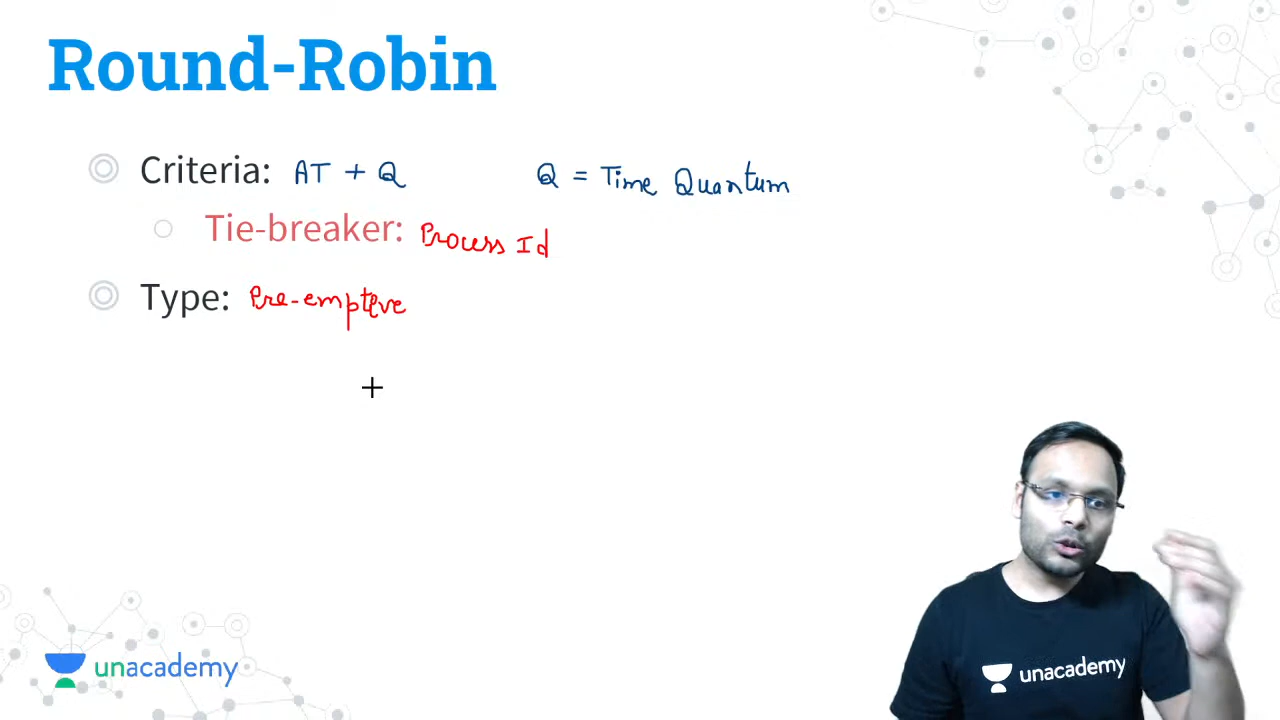 Round-Robin
Criteria: AT + Q Q = Time Quantum
Tie-breaker: Process Id
Type: Pre-emptive
unacademy
unacademy